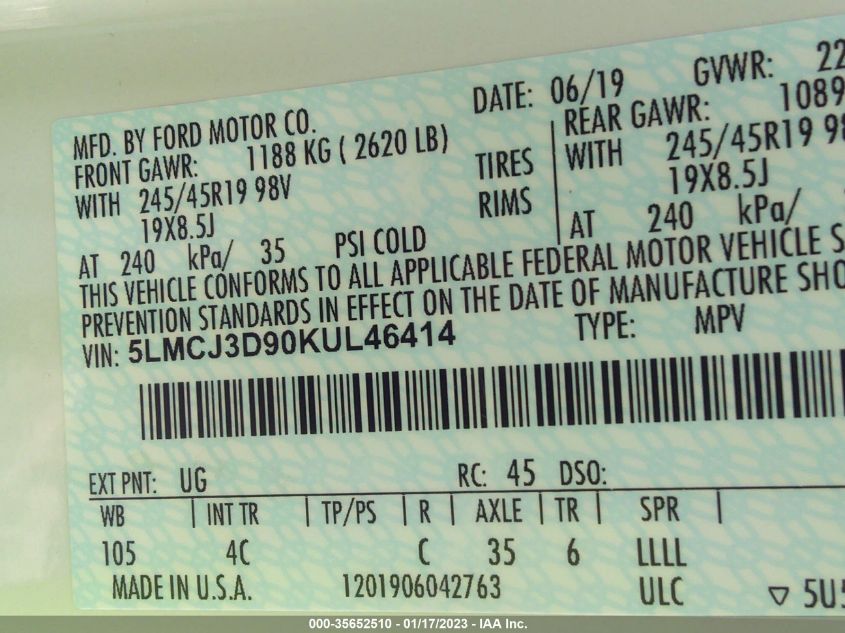 DATE: 06/19 GVWR: 22
MFD. BY FORD MOTOR CO.
FRONT GAWR: 1188 KG ( 2620 LB) REAR GAWR: 1089
WITH 245/45R19 98V TIRES WITH 245/45R19 98
19X8.5J RIMS 19X8.5J
AT 240 kPa/ 35 PSI COLD AT 240 kPa/
THIS VEHICLE CONFORMS TO ALL APPLICABLE FEDERAL MOTOR VEHICLE S
PREVENTION STANDARDS IN EFFECT ON THE DATE OF MANUFACTURE SHO
VIN: 5LMCJ3D90KUL46414 TYPE: MPV
EXT PNT: UG RC: 45 DSO:
WB | INT TR | TP/PS | R | AXLE | TR | SPR |
105 4C C 35 6 LLLL
MADE IN U.S.A. 1201906042763 ULC ▽ 5U5
000-35652510 - 01/17/2023 - IAA Inc.